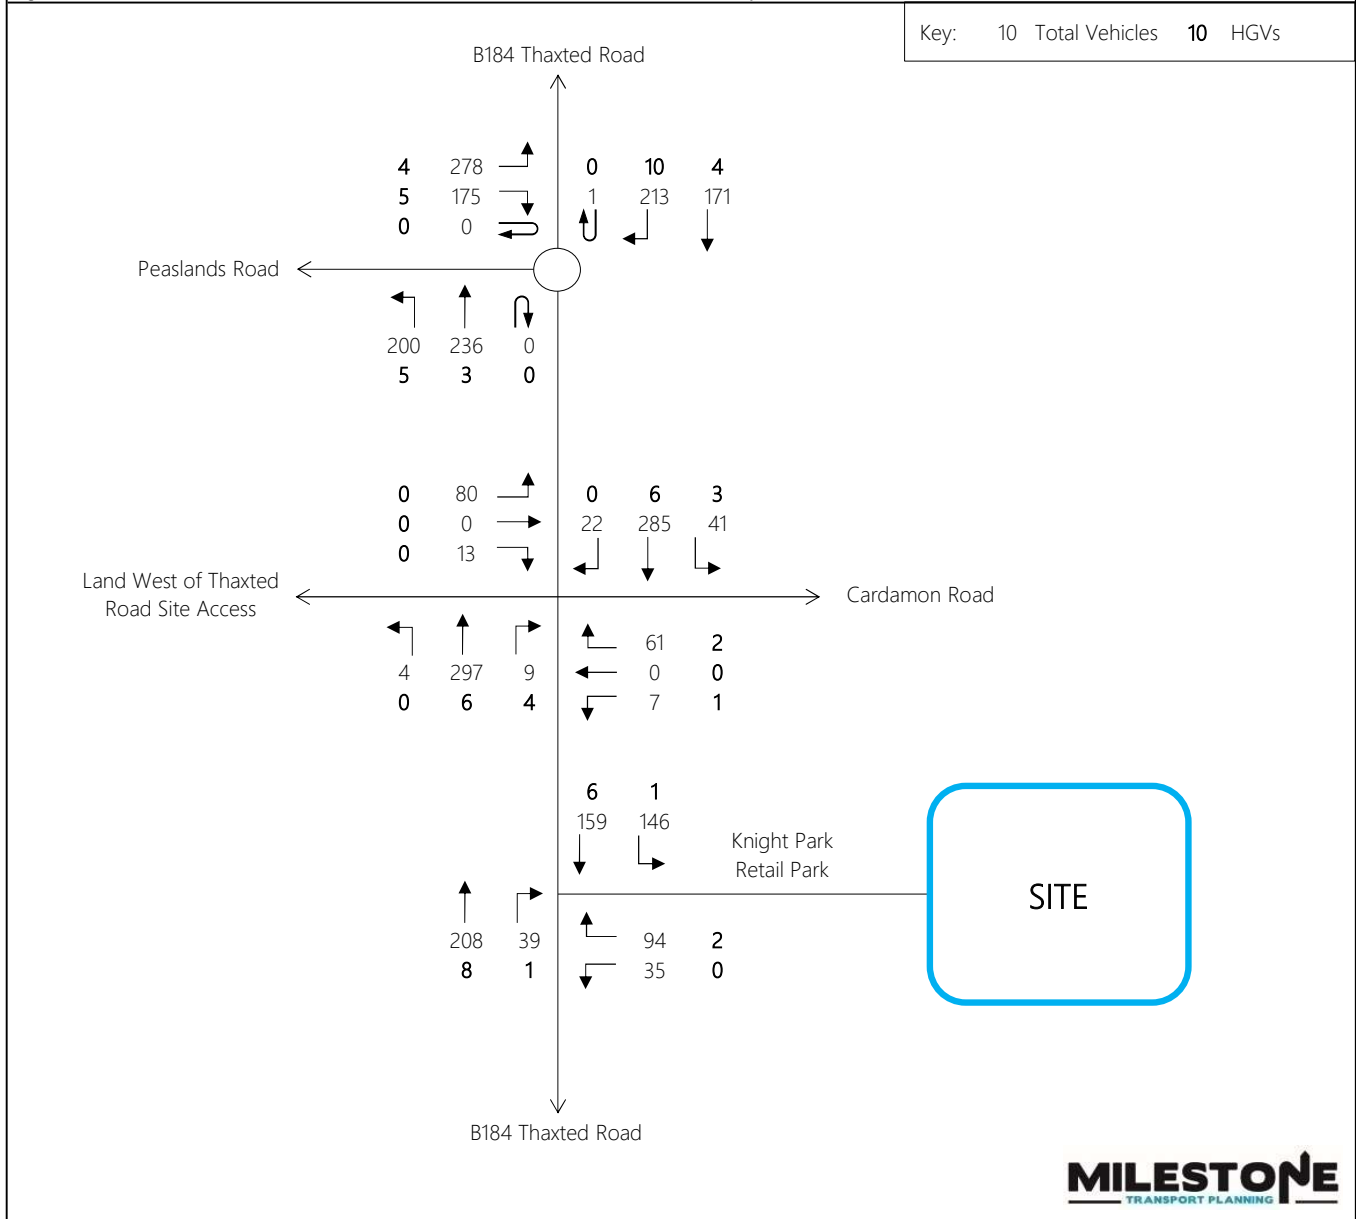 Key: 10 Total Vehicles 10 HGVs
B184 Thaxted Road
4 278 0 10 4
5 175 1 213 171
0 0
Peaslands Road
200 236 0
5 3 0
0 80 0 6 3
0 0 22 285 41
0 13
Land West of Thaxted
Road Site Access
Cardamon Road
61 2
4 297 9 0 0
0 6 4 7 1
6 1
159 146
Knight Park
Retail Park
SITE
208 39 94 2
8 1 35 0
B184 Thaxted Road
MILESTONE
TRANSPORT PLANNING